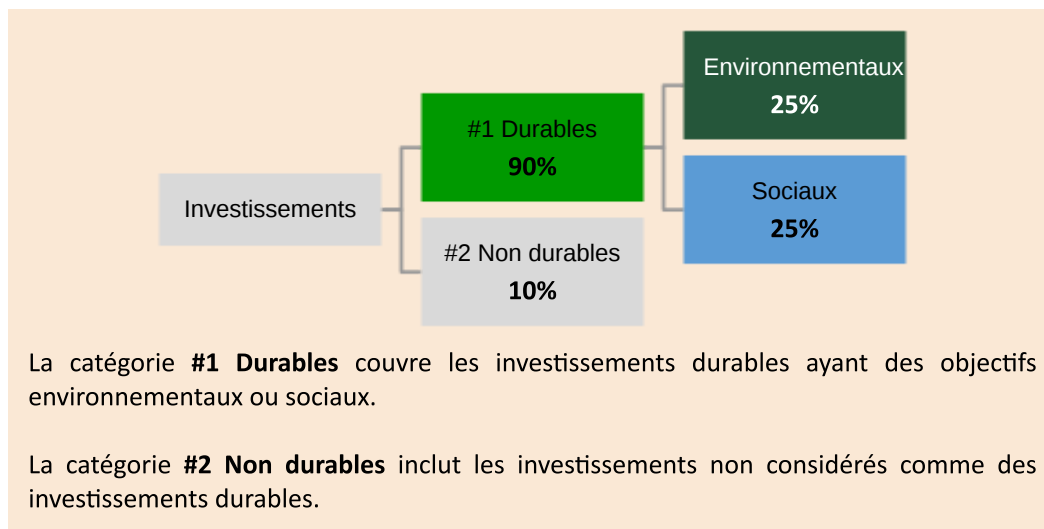 Environnementaux
25%
#1 Durables
90%
Sociaux
25%
Investissements
#2 Non durables
10%
La catégorie #1 Durables couvre les investissements durables ayant des objectifs
environnementaux ou sociaux.
La catégorie #2 Non durables inclut les investissements non considérés comme des
investissements durables.